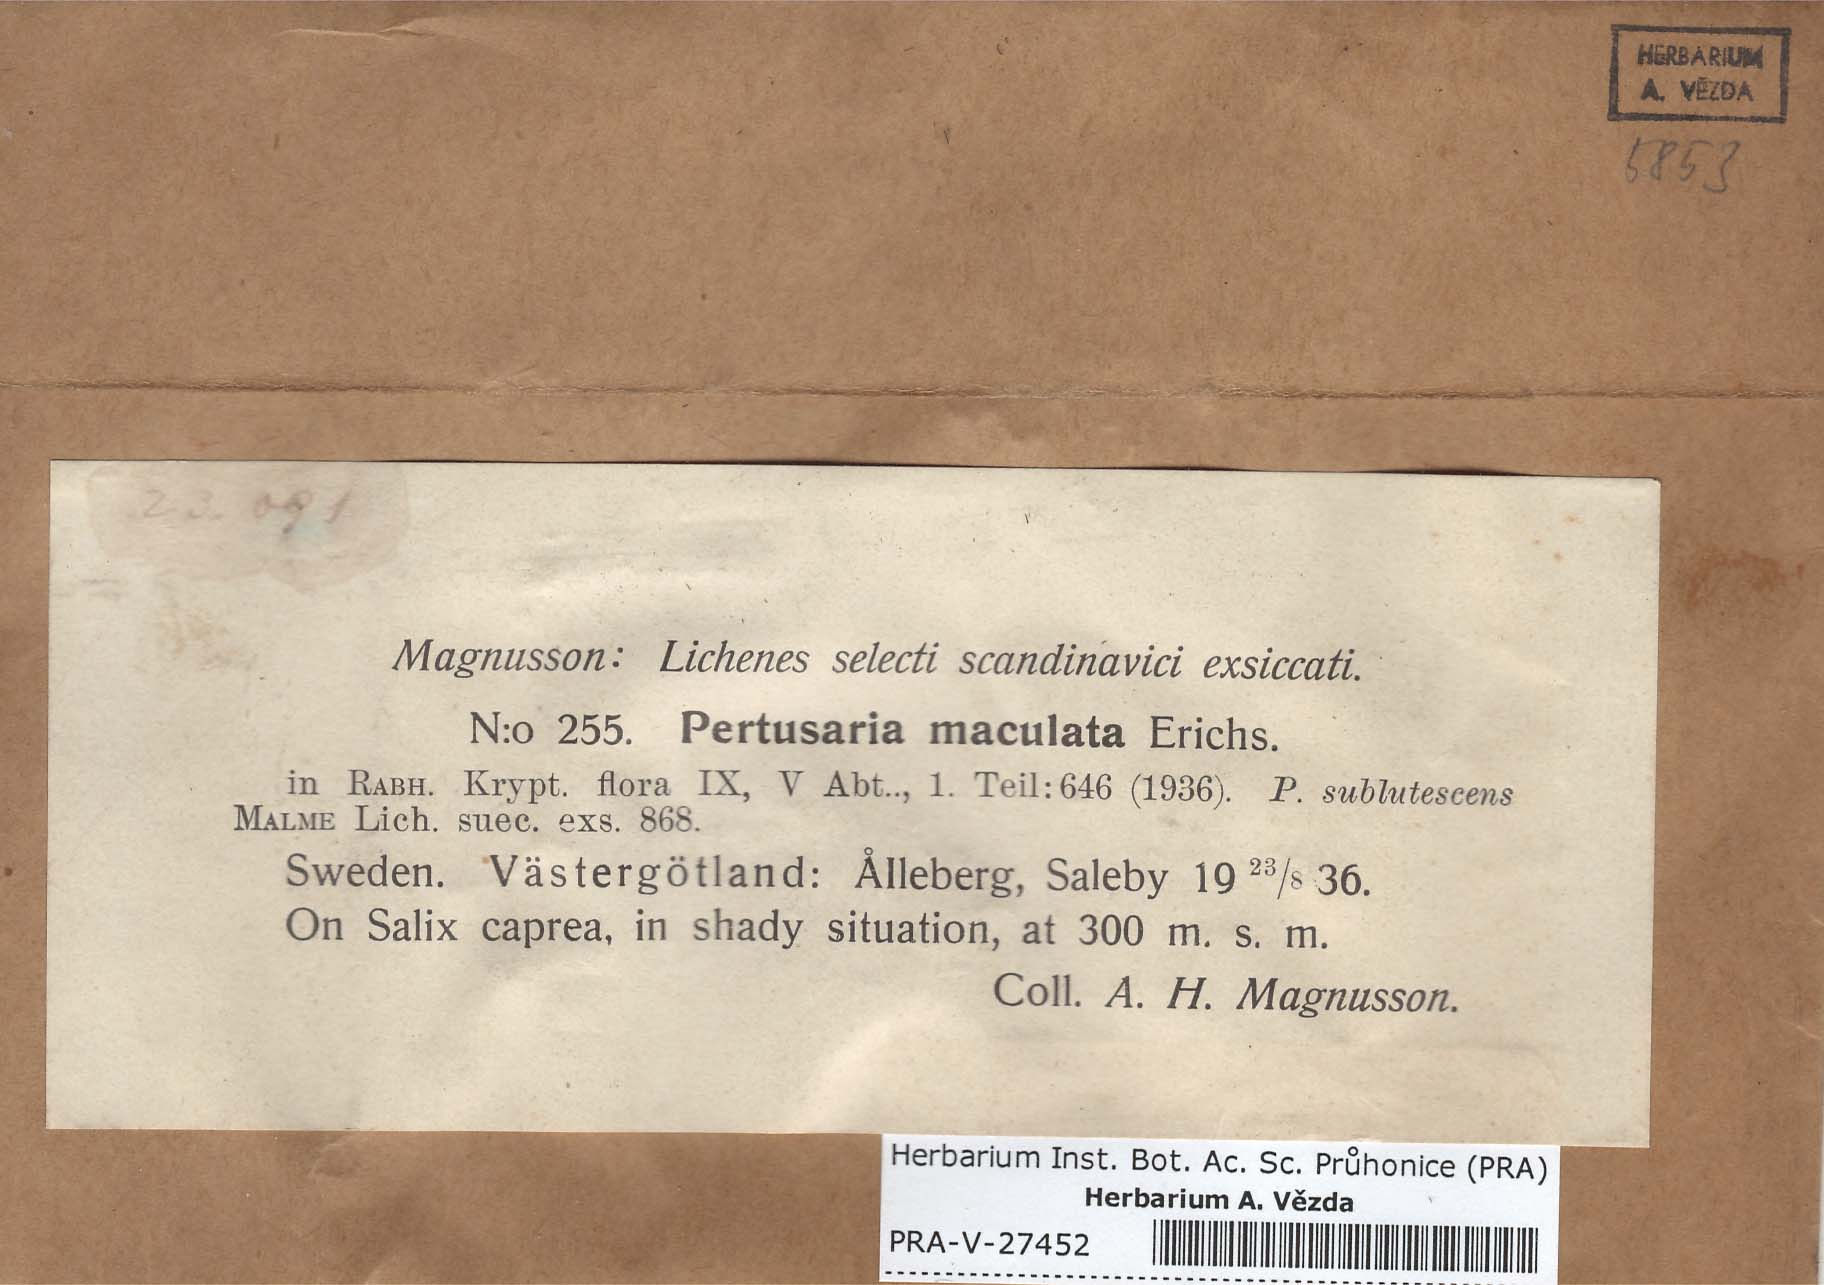 HERBARIUM
A. VĚZDA
5853
23.091
Magnusson: Lichenes selecti scandinavici exsiccati.
N:o 255. Pertusaria maculata Erichs.
in RABH. Krypt. flora IX, V Abt.., 1. Teil: 646 (1936). P. sublutescens
MALME Lich. suec. exs. 868.
Sweden. Västergötland: Ålleberg, Saleby 19 23/8 36.
On Salix caprea, in shady situation, at 300 m. s. m.
Coll. A. H. Magnusson.
Herbarium Inst. Bot. Ac. Sc. Průhonice (PRA)
Herbarium A. Vězda
PRA-V-27452